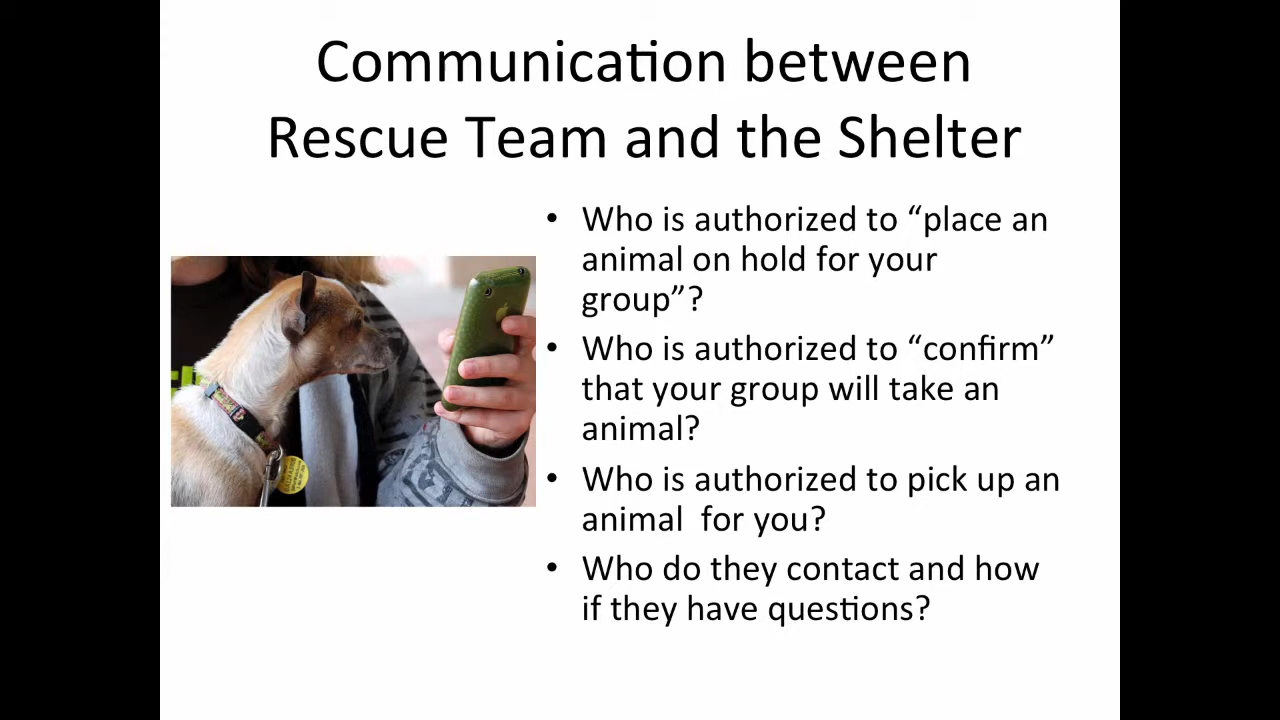 Communication between
Rescue Team and the Shelter
• Who is authorized to “place an
animal on hold for your
group”?
• Who is authorized to “confirm”
that your group will take an
animal?
• Who is authorized to pick up an
animal  for you?
• Who do they contact and how
if they have questions?